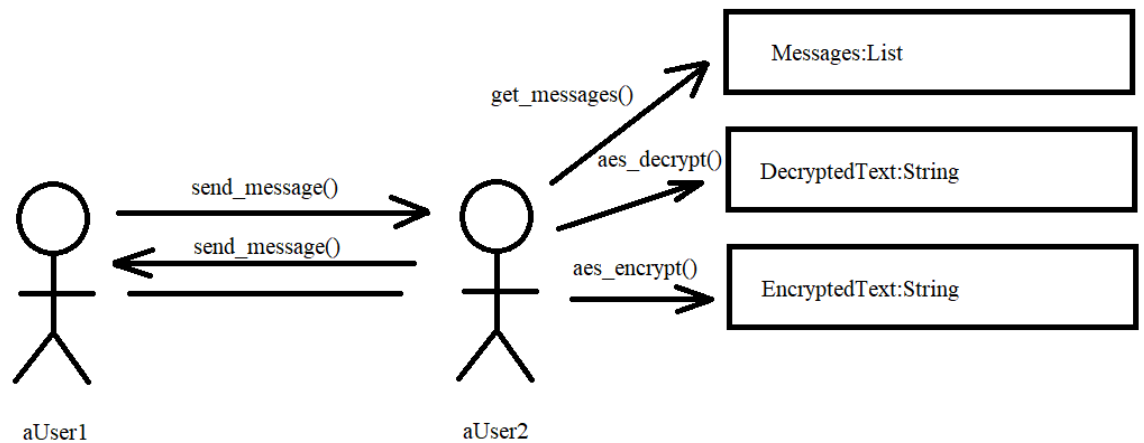 Messages:List
get_messages()
aes_decrypt()
DecryptedText:String
send_message()
send_message()
aes_encrypt()
EncryptedText:String
aUser1
aUser2